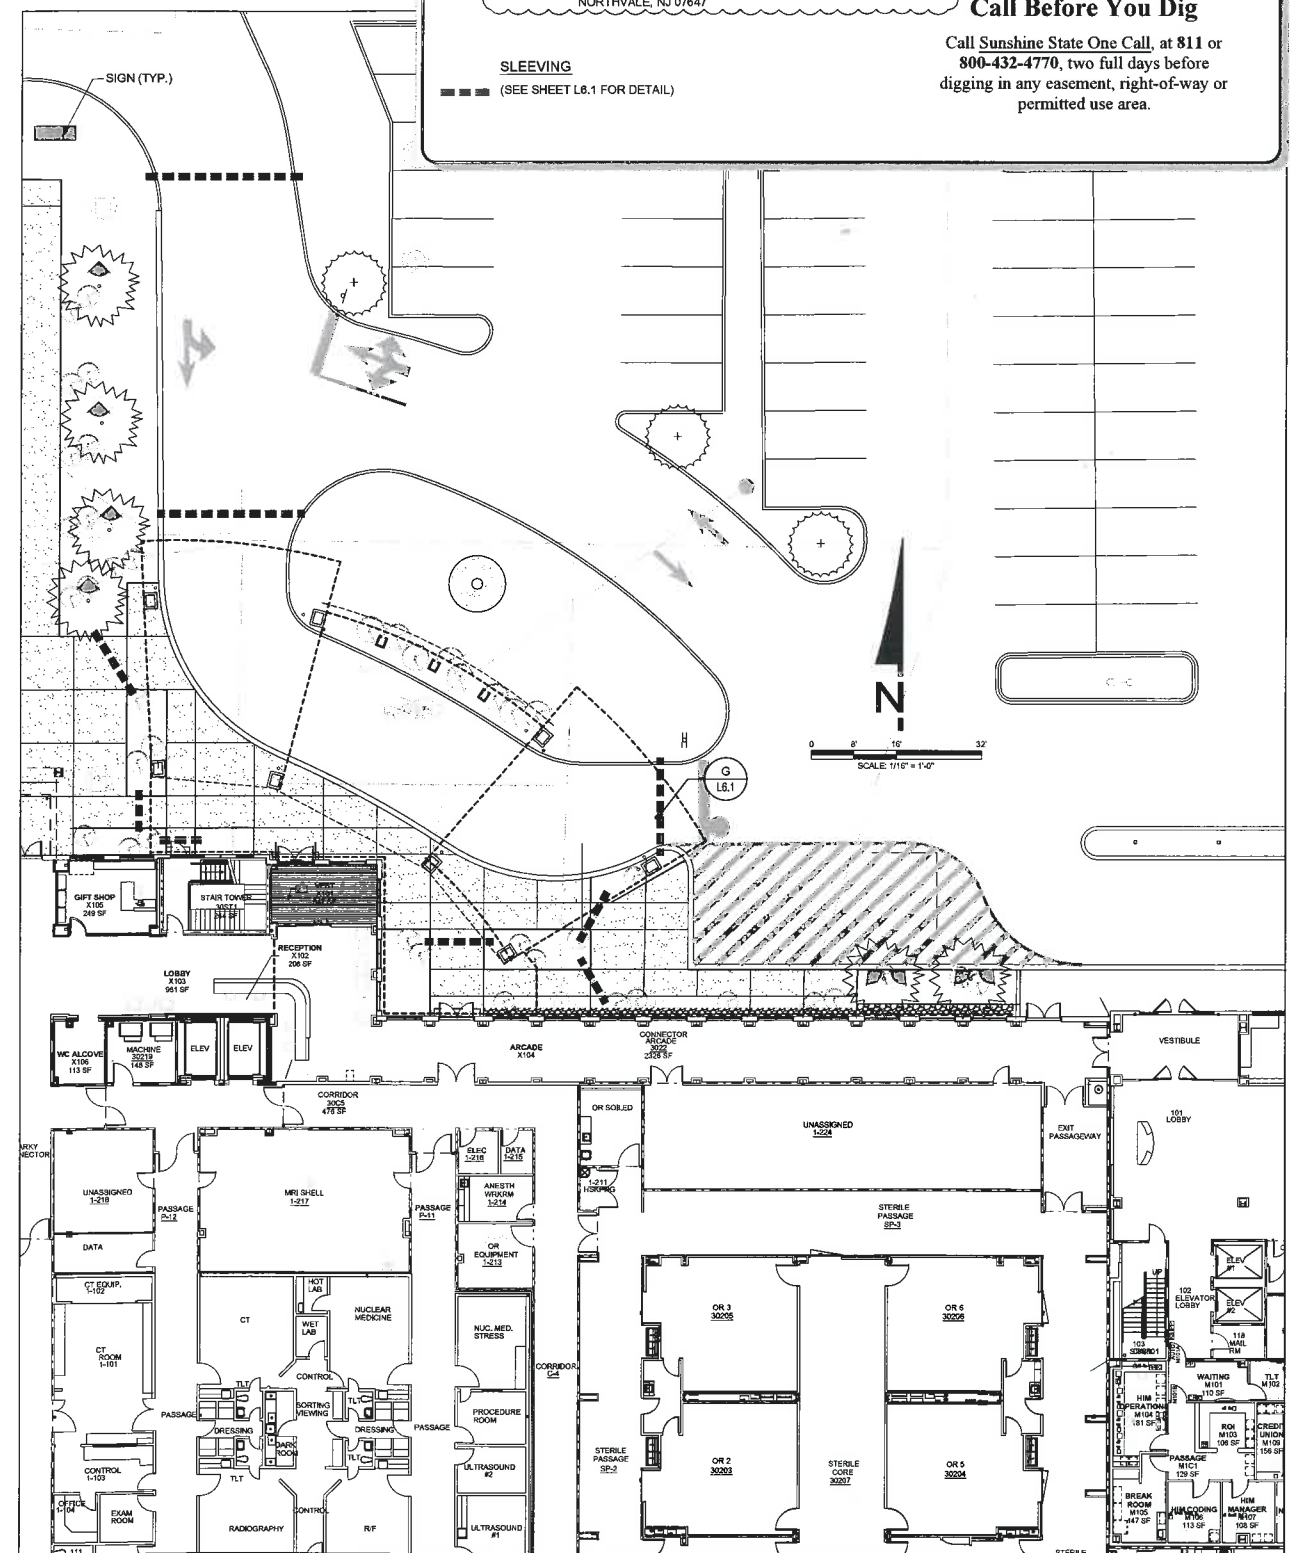 NORTHVALE, NJ 07647
Call Before You Dig
Call Sunshine State One Call, at 811 or
800-432-4770, two full days before
digging in any easement, right-of-way or
permitted use area.
SLEEVING
(SEE SHEET L6.1 FOR DETAIL)
SIGN (TYP.)
N
0 8' 16' 32'
SCALE: 1/16" = 1'-0"
G
L6.1
GIFT SHOP
X105
249 SF
STAIR TOWER
RECEPTION
X102
206 SF
LOBBY
X103
961 SF
WC ALCOVE
X106
113 SF
MACHINE
30219
148 SF
ELEV
ELEV
ARCADE
X104
CONNECTOR
ARCADE
3022
2326 SF
VESTIBULE
CORRIDOR
30C5
476 SF
OR SOILED
UNASSIGNED
1-224
EXIT
PASSAGEWAY
101
LOBBY
UNASSIGNED
1-218
PASSAGE
P-12
MRI SHELL
1-217
PASSAGE
P-11
ELEC
1-216
DATA
1-215
ANESTH
WRKRM
1-214
1-211
HSKPNG
STERILE
PASSAGE
SP-3
DATA
OR
EQUIPMENT
1-213
CT EQUIP.
1-102
HOT
LAB
CT
NUCLEAR
MEDICINE
WET
LAB
NUC. MED.
STRESS
OR 3
30205
OR 6
30206
UP
ELEV
#1
102
ELEVATOR
LOBBY
ELEV
#2
118
MAIL
RM
103
CT
ROOM
1-101
CONTROL
CORRIDOR
C-4
TLT
TLT
SORTING
VIEWING
WAITING
M101
110 SF
TLT
M102
PASSAGE
DRESSING
DARK
ROOM
DRESSING
PASSAGE
PROCEDURE
ROOM
HIM
OPERATION
M104
181 SF
ROI
M103
106 SF
CREDIT
UNION
M109
156 SF
TLT
TLT
CONTROL
1-103
ULTRASOUND
#2
STERILE
PASSAGE
SP-2
OR 2
30203
STERILE
CORE
30207
OR 5
30204
PASSAGE
M1C1
129 SF
OFFICE
1-104
EXAM
ROOM
RADIOGRAPHY
CONTROL
R/F
ULTRASOUND
#1
BREAK
ROOM
M105
147 SF
HIM CODING
M106
113 SF
HIM
MANAGER
M107
108 SF